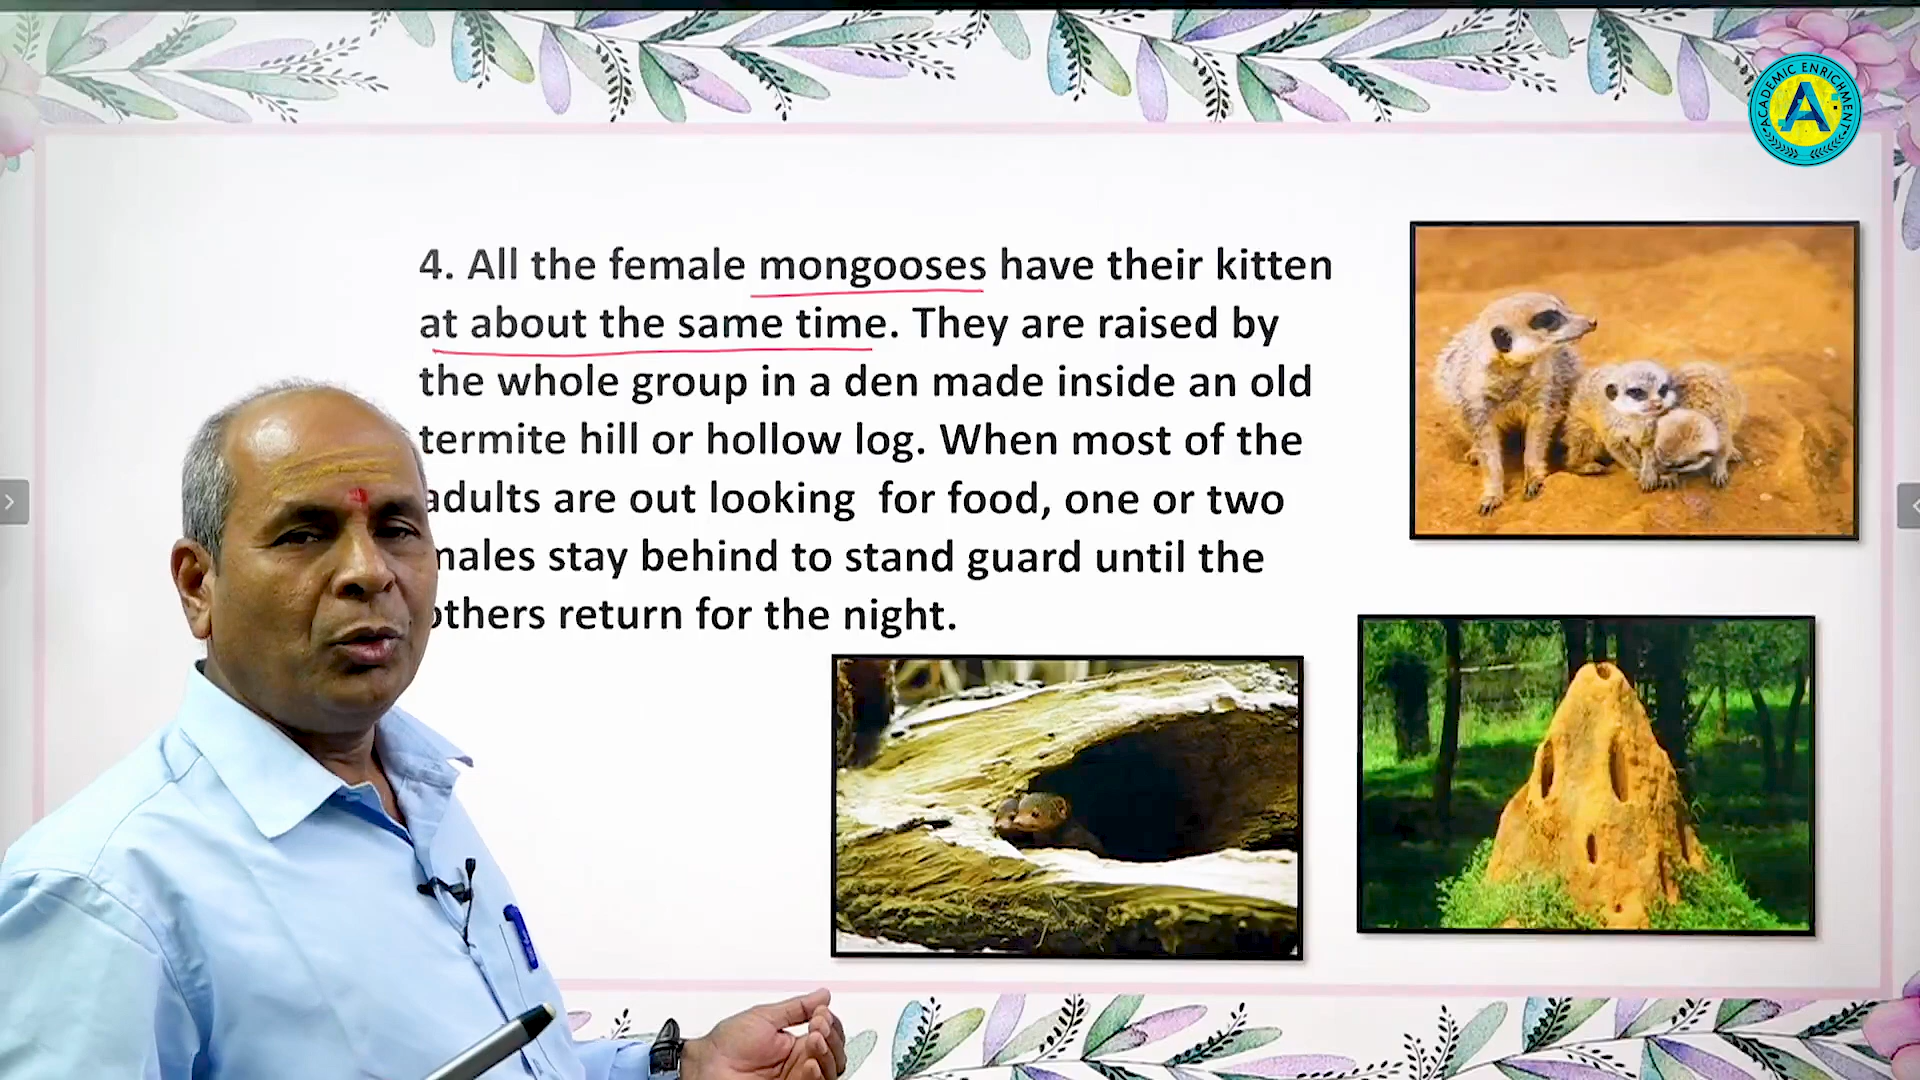 ACADEMIC ENRICHMENT
A
4. All the female mongooses have their kitten
at about the same time. They are raised by
the whole group in a den made inside an old
termite hill or hollow log. When most of the
adults are out looking for food, one or two
males stay behind to stand guard until the
others return for the night.